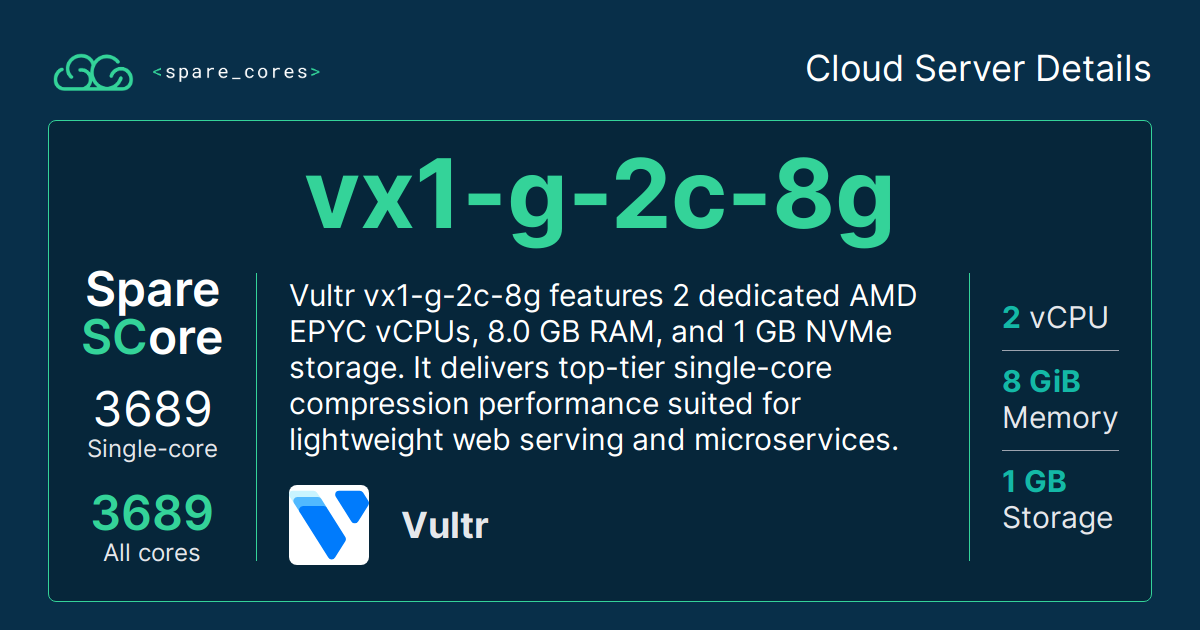 <spare_cores>
Cloud Server Details
vx1-g-2c-8g
Spare
SCore
3689
Single-core
3689
All cores
Vultr vx1-g-2c-8g features 2 dedicated AMD
EPYC vCPUs, 8.0 GB RAM, and 1 GB NVMe
storage. It delivers top-tier single-core
compression performance suited for
lightweight web serving and microservices.
Vultr
2 vCPU
8 GiB
Memory
1 GB
Storage